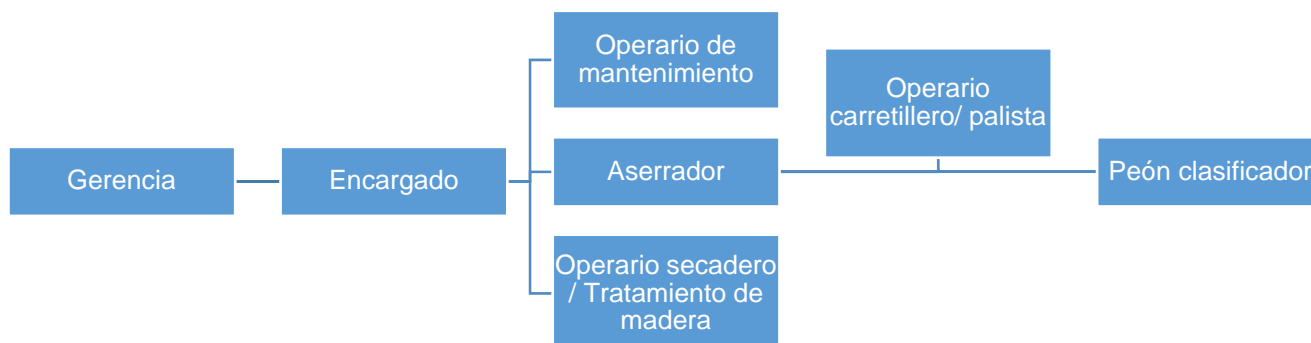 Gerencia
Encargado
Operario de
mantenimiento
Aserrador
Operario secadero
/ Tratamiento de
madera
Operario
carretillero/ palista
Peón clasificador